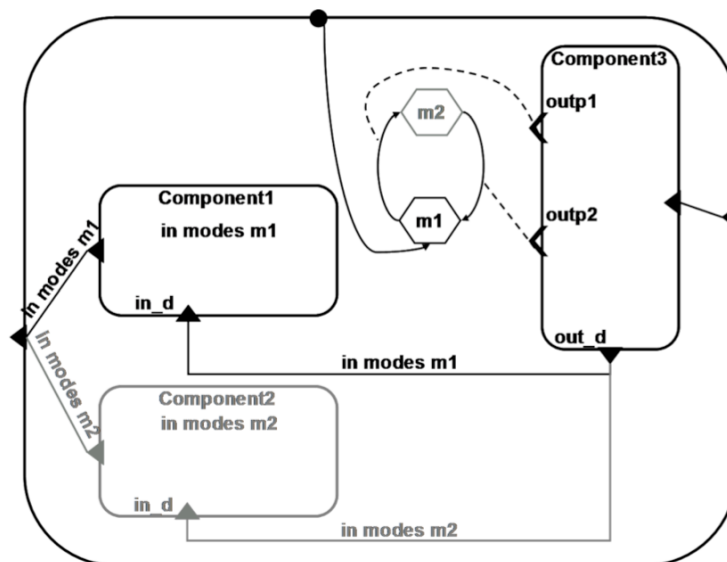 Component3
outp1
m2
Component1
in modes m1
outp2
m1
in modes m1
in_d
out_d
in modes m1
in modes m2
Component2
in modes m2
in_d
in modes m2